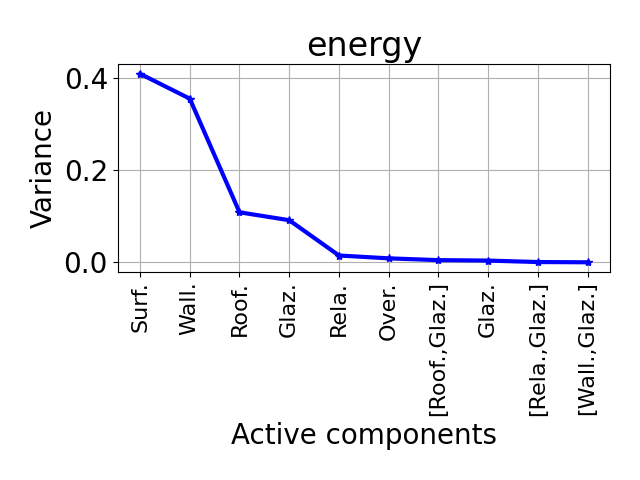 energy
Variance
0.4
0.2
0.0
Surf.
Wall.
Roof.
Glaz.
Rela.
Over.
[Roof.,Glaz.]
Glaz.
[Rela.,Glaz.]
[Wall.,Glaz.]
Active components